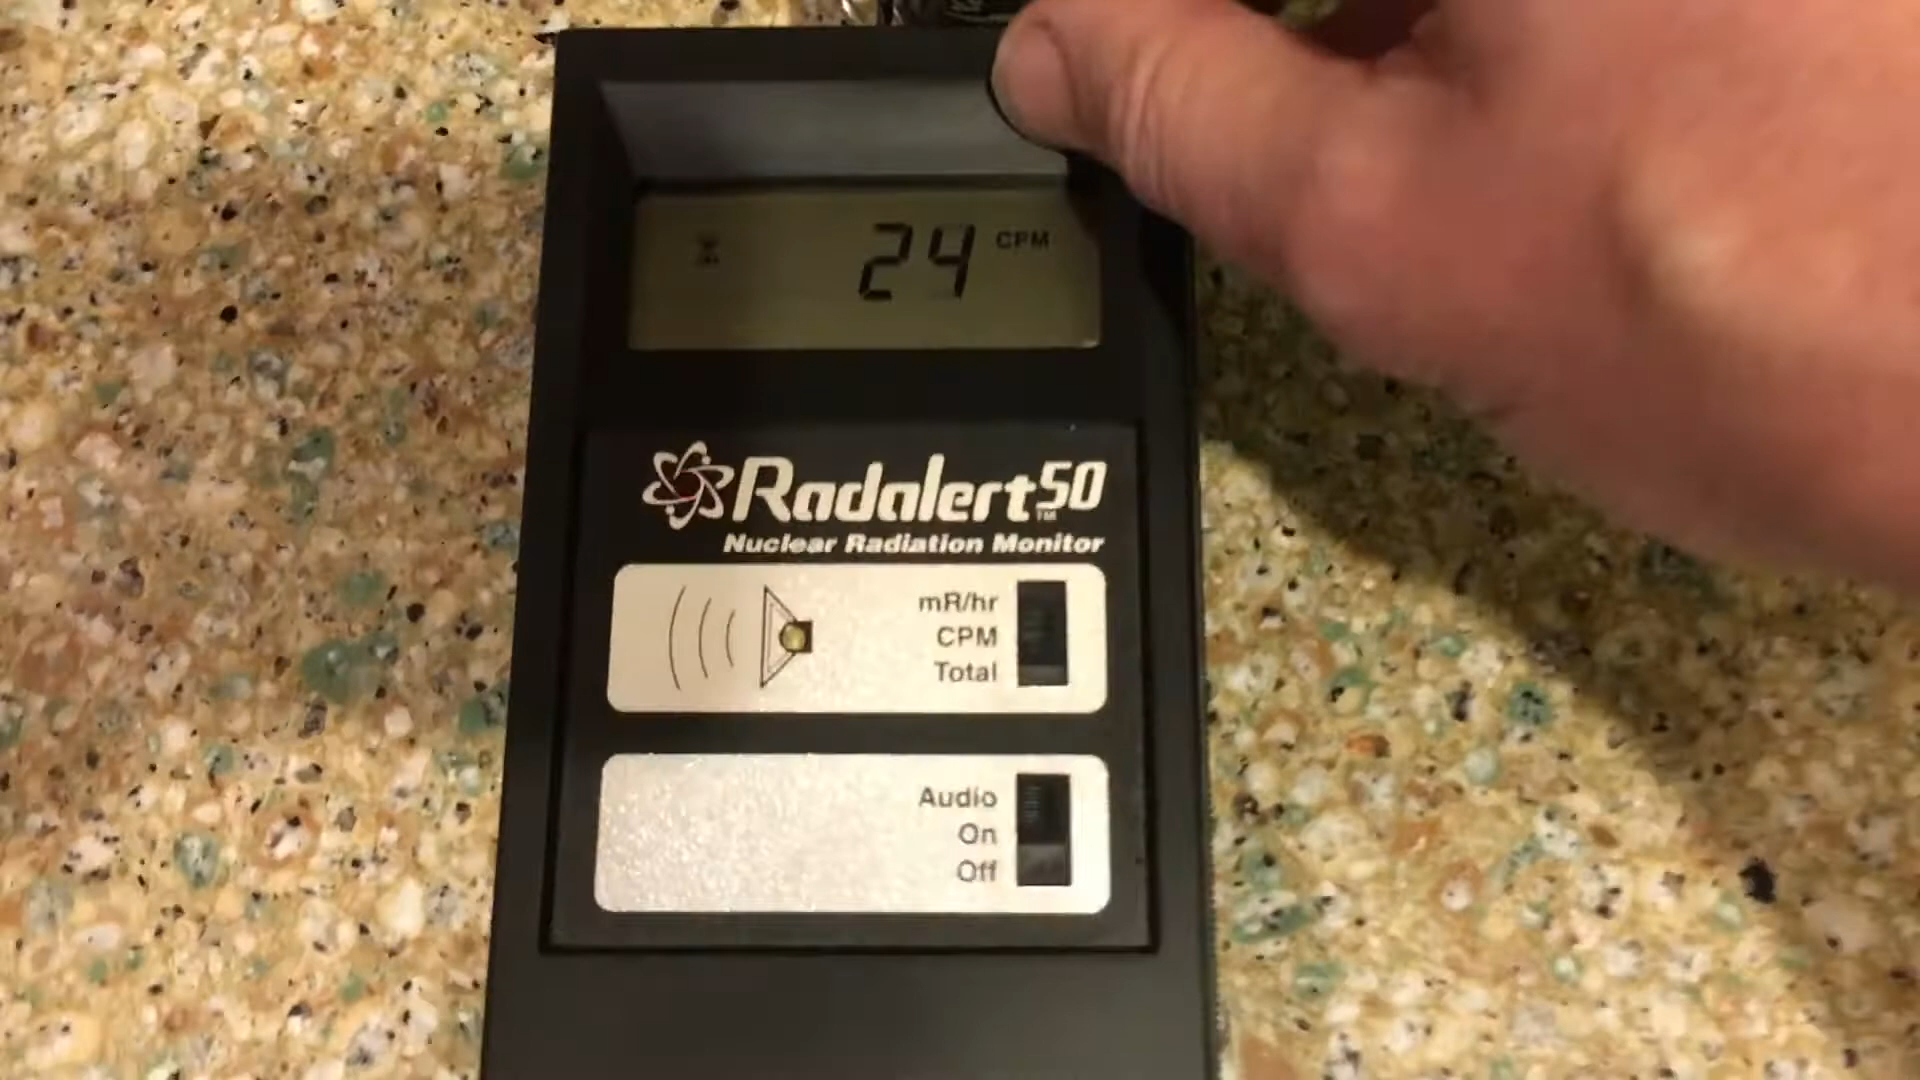 24 CPM
Radalert50
TM
Nuclear Radiation Monitor
mR/hr
CPM
Total
Audio
On
Off